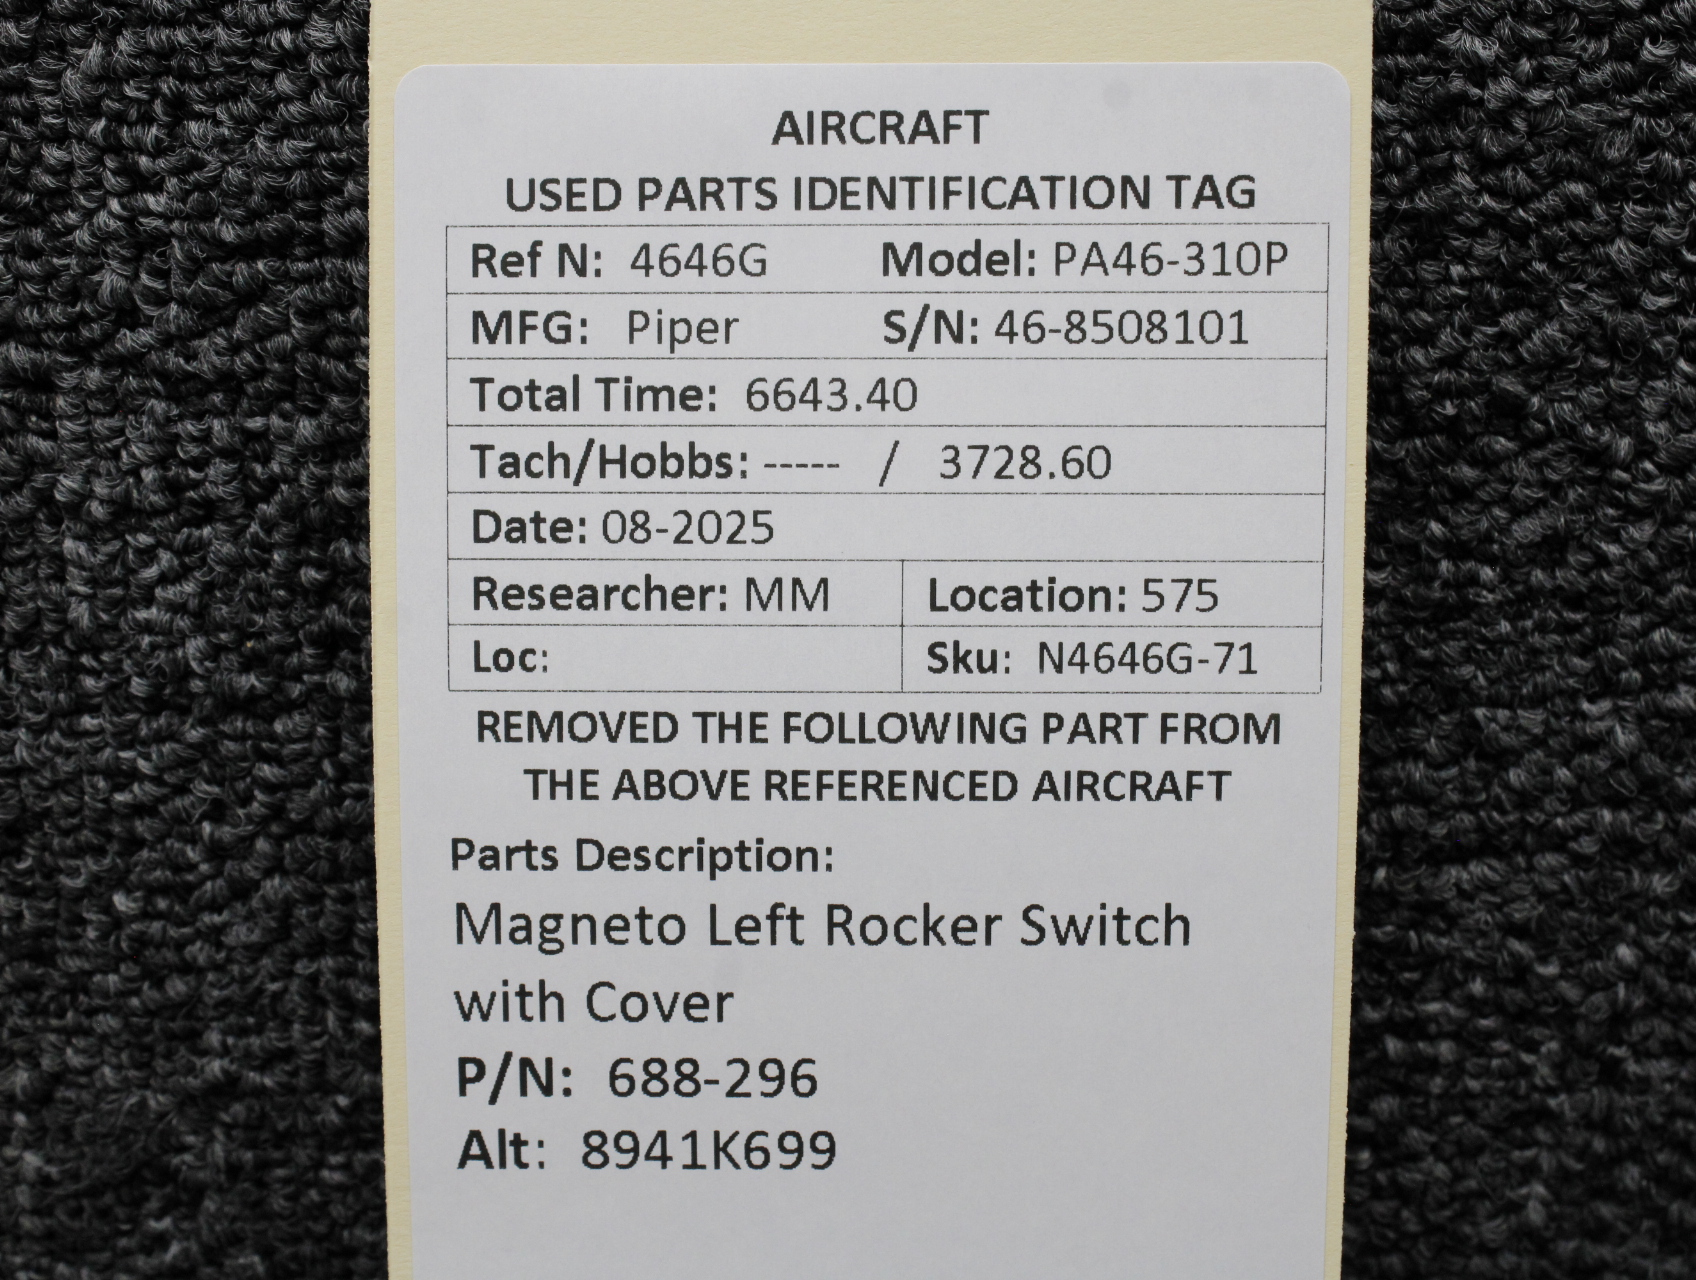 AIRCRAFT
USED PARTS IDENTIFICATION TAG
Ref N: 4646G Model: PA46-310P
MFG: Piper S/N: 46-8508101
Total Time: 6643.40
Tach/Hobbs: ----- / 3728.60
Date: 08-2025
Researcher: MM Location: 575
Loc: Sku: N4646G-71
REMOVED THE FOLLOWING PART FROM
THE ABOVE REFERENCED AIRCRAFT
Parts Description:
Magneto Left Rocker Switch
with Cover
P/N: 688-296
Alt: 8941K699